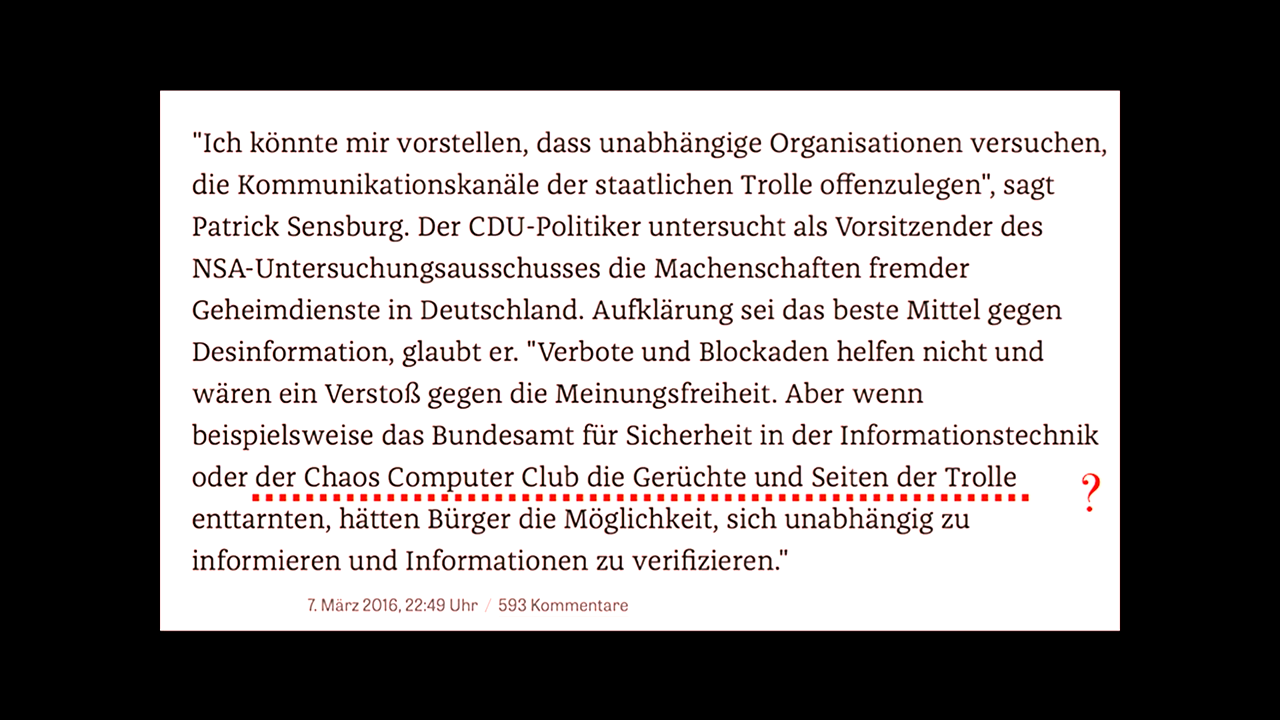 "Ich könnte mir vorstellen, dass unabhängige Organisationen versuchen,
die Kommunikationskanäle der staatlichen Trolle offenzulegen", sagt
Patrick Sensburg. Der CDU-Politiker untersucht als Vorsitzender des
NSA-Untersuchungsausschusses die Machenschaften fremder
Geheimdienste in Deutschland. Aufklärung sei das beste Mittel gegen
Desinformation, glaubt er. "Verbote und Blockaden helfen nicht und
wären ein Verstoß gegen die Meinungsfreiheit. Aber wenn
beispielsweise das Bundesamt für Sicherheit in der Informationstechnik
oder der Chaos Computer Club die Gerüchte und Seiten der Trolle ?
enttarnten, hätten Bürger die Möglichkeit, sich unabhängig zu
informieren und Informationen zu verifizieren."
7. März 2016, 22:49 Uhr / 593 Kommentare